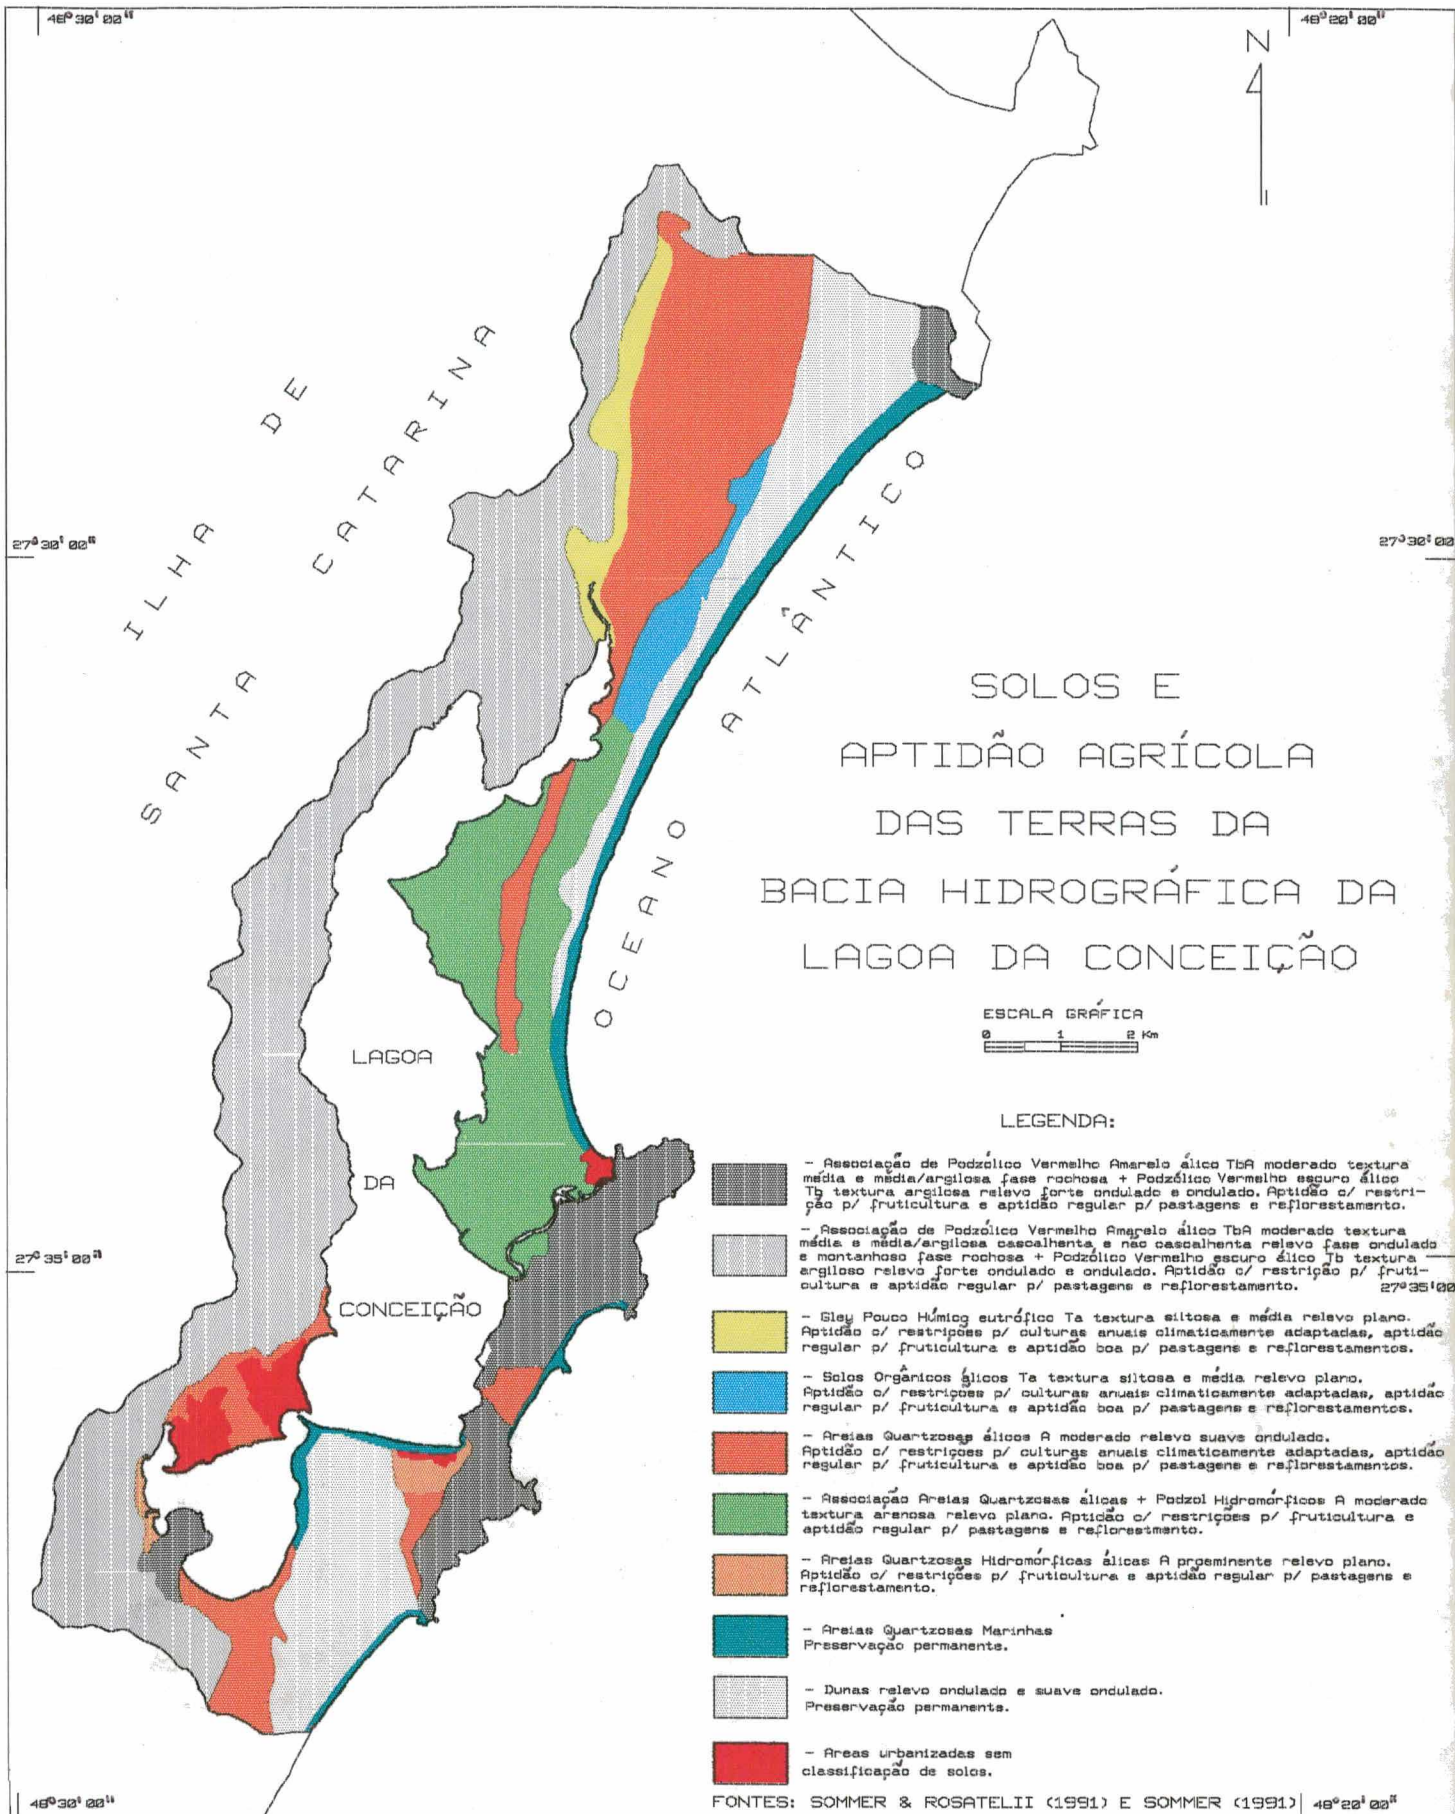 48° 30' 00"
48° 20' 00"
N
ILHA DE
SANTA CATARINA
27° 30' 00"
27° 30' 00
OCEANO ATLÂNTICO
SOLOS E
APTIDÃO AGRÍCOLA
DAS TERRAS DA
BACIA HIDROGRÁFICA DA
LAGOA DA CONCEIÇÃO
ESCALA GRÁFICA
0 1 2 Km
LAGOA
DA
CONCEIÇÃO
27° 35' 00"
27° 35' 00
LEGENDA:
- Associação de Podzólico Vermelho Amarelo álico TbA moderado textura
média e média/argilosa fase rochosa + Podzólico Vermelho escuro álico
Tb textura argilosa relevo forte ondulado e ondulado. Aptidão c/ restri-
ção p/ fruticultura e aptidão regular p/ pastagens e reflorestamento.
- Associação de Podzólico Vermelho Amarelo álico TbA moderado textura
média e média/argilosa cascalhenta e não cascalhenta relevo fase ondulado
e montanhoso fase rochosa + Podzólico Vermelho escuro álico Tb textura
argiloso relevo forte ondulado e ondulado. Aptidão c/ restrição p/ fruti-
cultura e aptidão regular p/ pastagens e reflorestamento.
- Gley Pouco Húmico eutrófico Ta textura siltosa e média relevo plano.
Aptidão c/ restrições p/ culturas anuais climaticamente adaptadas, aptidão
regular p/ fruticultura e aptidão boa p/ pastagens e reflorestamentos.
- Solos Orgânicos álicos Ta textura siltosa e média relevo plano.
Aptidão c/ restrições p/ culturas anuais climaticamente adaptadas, aptidão
regular p/ fruticultura e aptidão boa p/ pastagens e reflorestamentos.
- Areias Quartzosas álicos A moderado relevo suave ondulado.
Aptidão c/ restrições p/ culturas anuais climaticamente adaptadas, aptidão
regular p/ fruticultura e aptidão boa p/ pastagens e reflorestamentos.
- Associação Areias Quartzosas álicas + Podzol Hidromórficos A moderado
textura arenosa relevo plano. Aptidão c/ restrições p/ fruticultura e
aptidão regular p/ pastagens e reflorestmento.
- Areias Quartzosas Hidromórficas álicas A proeminente relevo plano.
Aptidão c/ restrições p/ fruticultura e aptidão regular p/ pastagens e
reflorestamento.
- Areias Quartzosas Marinhas
Preservação permanente.
- Dunas relevo ondulado e suave ondulado.
Preservação permanente.
- Areas urbanizadas sem
classificação de solos.
FONTES: SOMMER & ROSATELII (1991) E SOMMER (1991)
48° 30' 00"
48° 20' 00"